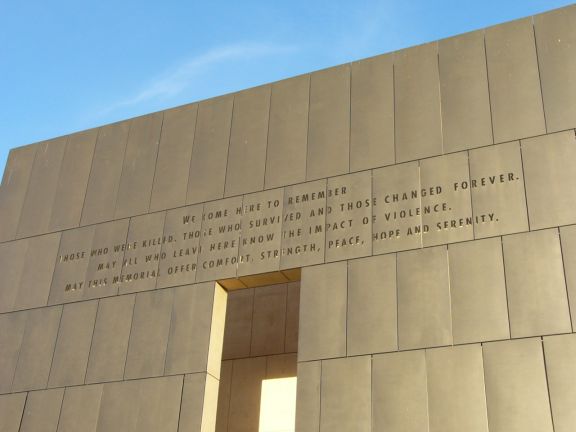 WE COME HERE TO REMEMBER
THOSE WHO WERE KILLED, THOSE WHO SURVIVED AND THOSE CHANGED FOREVER.
MAY ALL WHO LEAVE HERE KNOW THE IMPACT OF VIOLENCE.
MAY THIS MEMORIAL OFFER COMFORT, STRENGTH, PEACE, HOPE AND SERENITY.